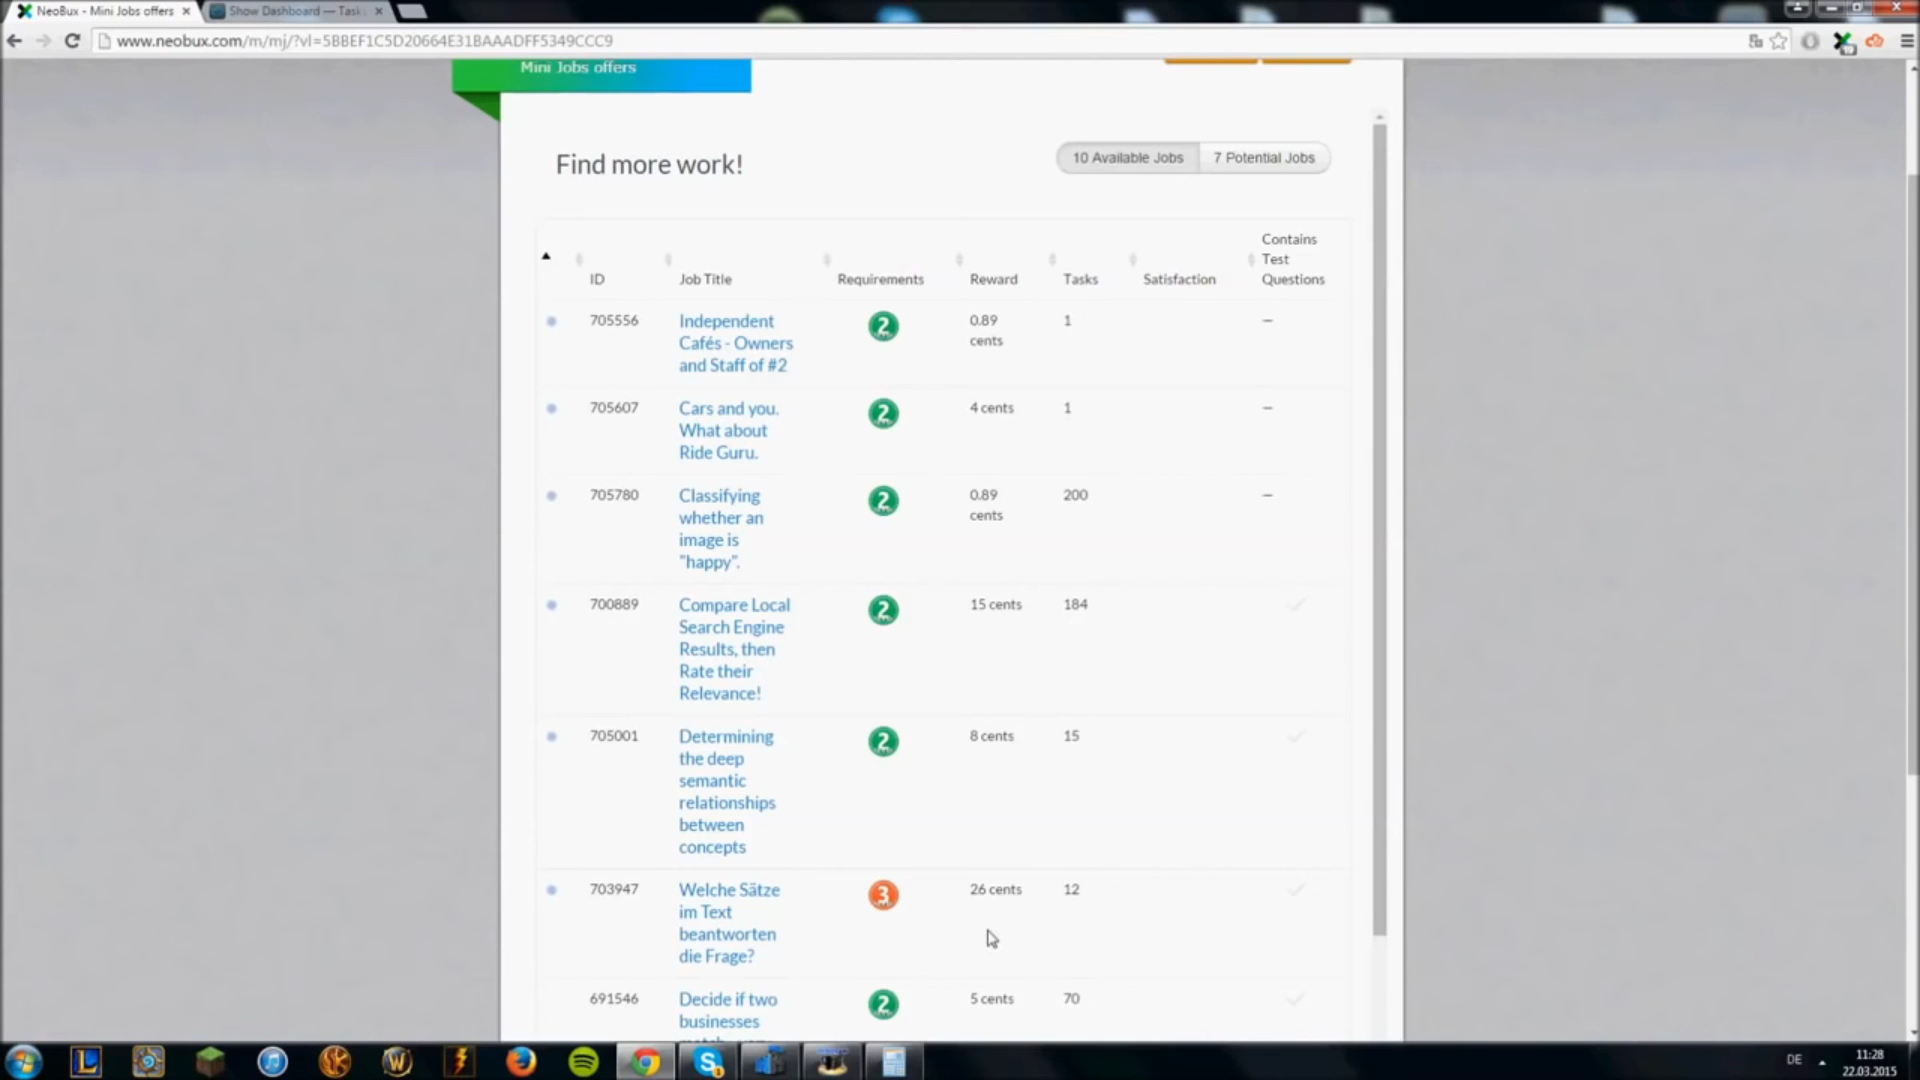 NeoBux - Mini Jobs offers
Show Dashboard — Task
www.neobux.com/m/mj/?vl=5BBEF1C5D20664E31BAAADFF5349CCC9
Mini Jobs offers
Find more work!
10 Available Jobs
7 Potential Jobs
ID
Job Title
Requirements
Reward
Tasks
Satisfaction
Contains
Test
Questions
705556
Independent
Cafés - Owners
and Staff of #2
2
0.89
cents
1
—
705607
Cars and you.
What about
Ride Guru.
2
4 cents
1
—
705780
Classifying
whether an
image is
"happy".
2
0.89
cents
200
—
700889
Compare Local
Search Engine
Results, then
Rate their
Relevance!
2
15 cents
184
705001
Determining
the deep
semantic
relationships
between
concepts
2
8 cents
15
703947
Welche Sätze
im Text
beantworten
die Frage?
3
26 cents
12
691546
Decide if two
businesses
2
5 cents
70
DE
11:28
22.03.2015